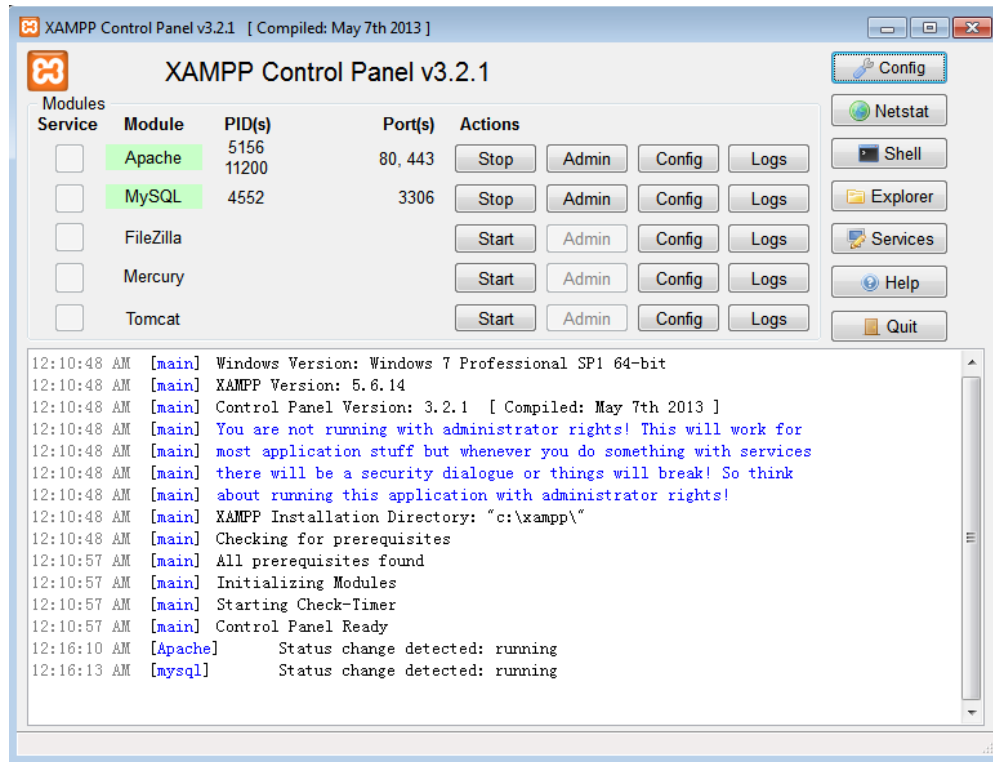 XAMPP Control Panel v3.2.1 [ Compiled: May 7th 2013 ]
XAMPP Control Panel v3.2.1
Config
Modules
Service Module PID(s) Port(s) Actions
Netstat
Apache 5156 11200 80, 443 Stop Admin Config Logs
Shell
MySQL 4552 3306 Stop Admin Config Logs
Explorer
FileZilla Start Admin Config Logs
Services
Mercury Start Admin Config Logs
Help
Tomcat Start Admin Config Logs
Quit
12:10:48 AM [main] Windows Version: Windows 7 Professional SP1 64-bit
12:10:48 AM [main] XAMPP Version: 5.6.14
12:10:48 AM [main] Control Panel Version: 3.2.1 [ Compiled: May 7th 2013 ]
12:10:48 AM [main] You are not running with administrator rights! This will work for
12:10:48 AM [main] most application stuff but whenever you do something with services
12:10:48 AM [main] there will be a security dialogue or things will break! So think
12:10:48 AM [main] about running this application with administrator rights!
12:10:48 AM [main] XAMPP Installation Directory: "c:\xampp\"
12:10:48 AM [main] Checking for prerequisites
12:10:57 AM [main] All prerequisites found
12:10:57 AM [main] Initializing Modules
12:10:57 AM [main] Starting Check-Timer
12:10:57 AM [main] Control Panel Ready
12:16:10 AM [Apache] Status change detected: running
12:16:13 AM [mysql] Status change detected: running